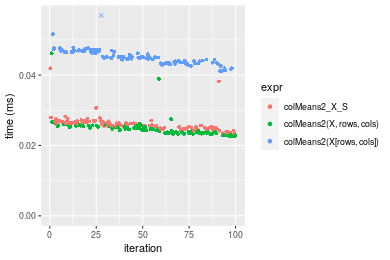 time (ms)
0.04
0.02
0.00
0
25
50
75
100
iteration
expr
colMeans2_X_S
colMeans2(X, rows, cols)
colMeans2(X[rows, cols])